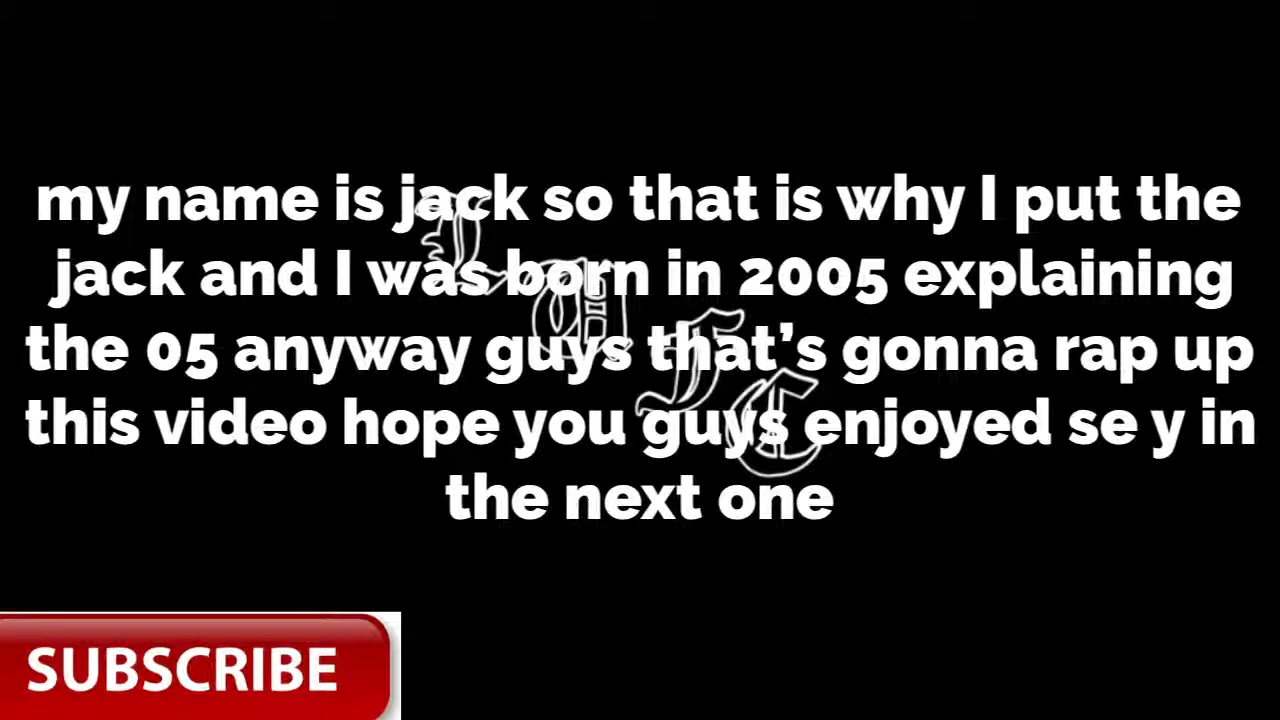 my name is jack so that is why I put the
jack and I was born in 2005 explaining
the 05 anyway guys that’s gonna rap up
this video hope you guys enjoyed se y in
the next one
SUBSCRIBE